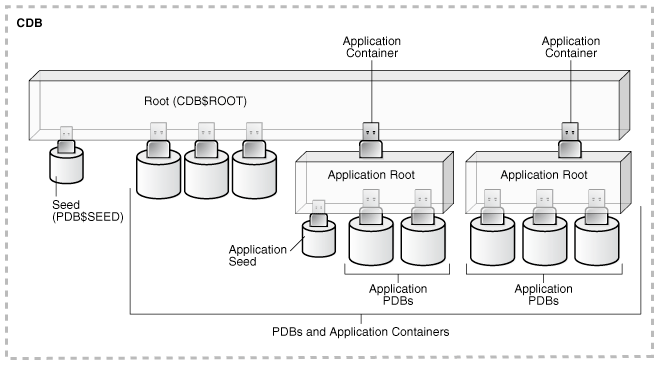 CDB
Application
Container
Application
Container
Root (CDB$ROOT)
Seed
(PDB$SEED)
Application Root
Application Root
Application
Seed
Application
PDBs
Application
PDBs
PDBs and Application Containers